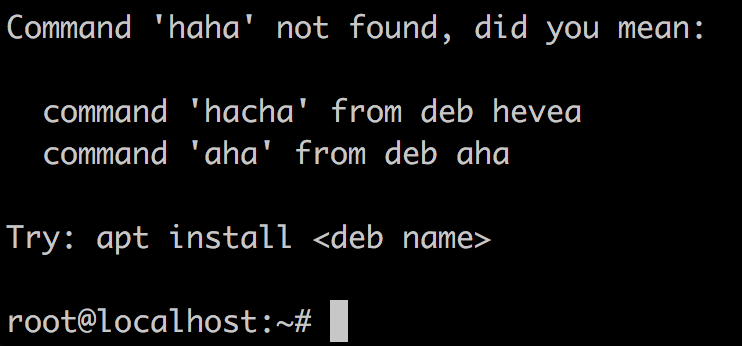 Command 'haha' not found, did you mean:
command 'hacha' from deb hevea
command 'aha' from deb aha
Try: apt install <deb name>
root@localhost:~#